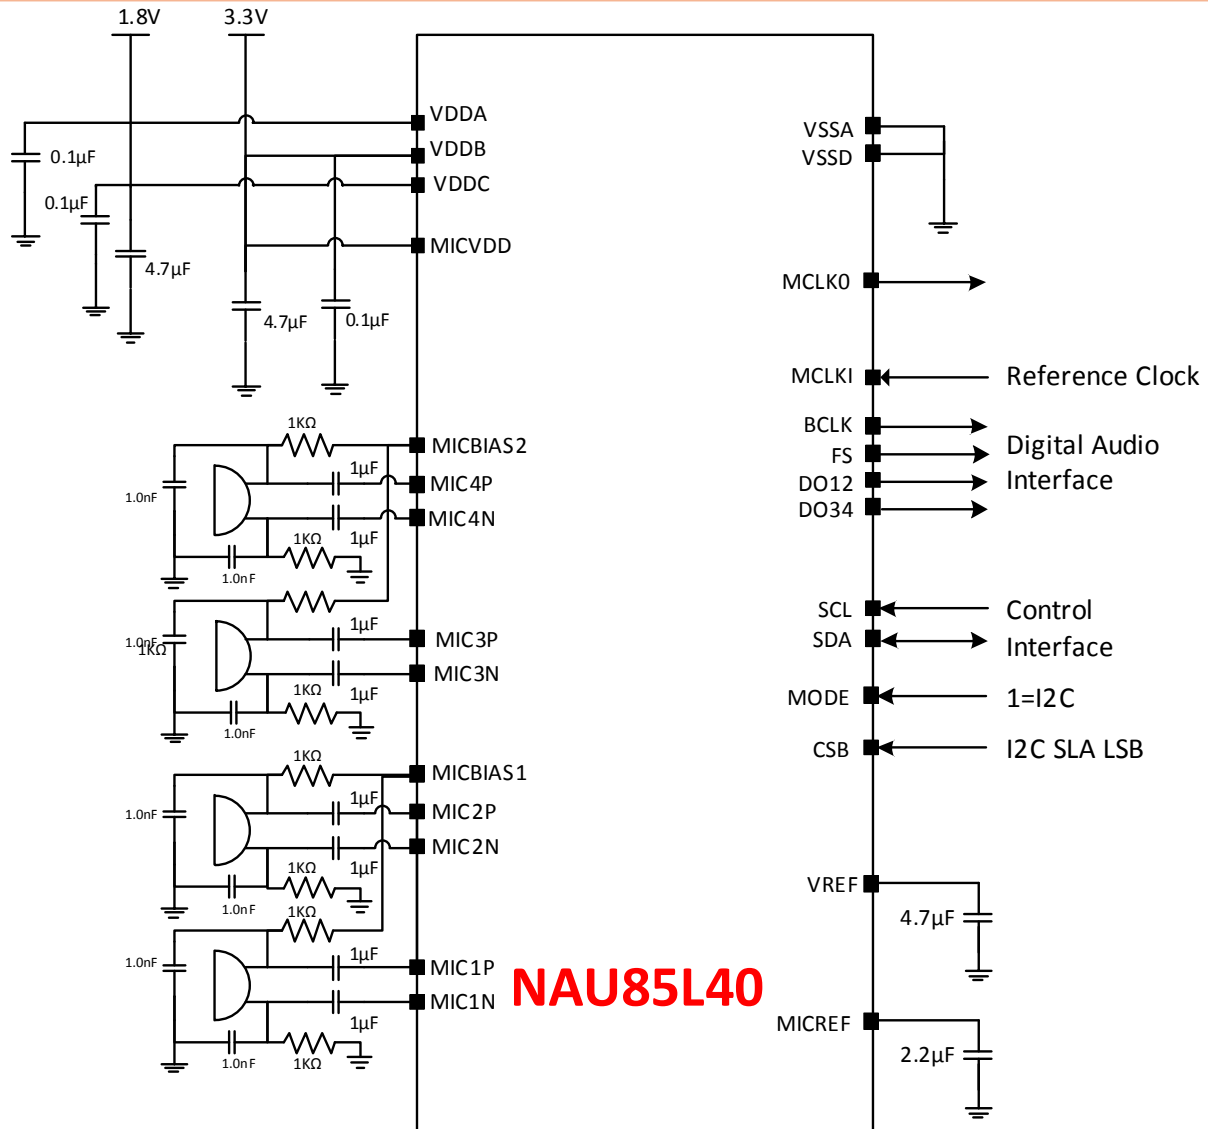 1.8V 3.3V
VDDA
VSSA
0.1µF
VDDB
VSSD
VDDC
0.1µF
MICVDD
4.7µF
MCLK0
4.7µF
0.1µF
MCLKI
Reference Clock
1KΩ
BCLK
MICBIAS2
Digital Audio
FS
1µF
MIC4P
DO12
Interface
1.0nF
DO34
MIC4N
1µF
1KΩ
1.0nF
SCL
Control
1µF
MIC3P
SDA
Interface
1.0nF
1KΩ
MIC3N
1KΩ
1µF
MODE
1=I2C
1.0nF
CSB
I2C SLA LSB
1KΩ
MICBIAS1
1µF
MIC2P
1.0nF
MIC2N
1KΩ
1µF
VREF
1.0nF
1KΩ
4.7µF
1µF
1.0nF
MIC1P
NAU85L40
MIC1N
1µF
MICREF
1.0nF
1KΩ
2.2µF